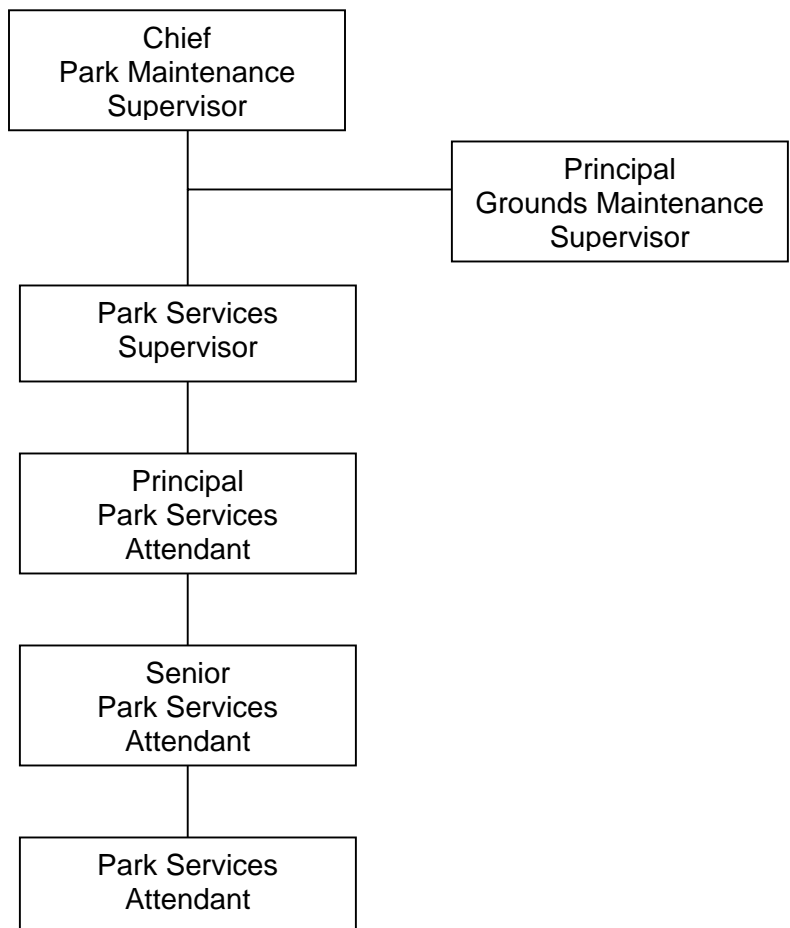 Chief
Park Maintenance
Supervisor
Principal
Grounds Maintenance
Supervisor
Park Services
Supervisor
Principal
Park Services
Attendant
Senior
Park Services
Attendant
Park Services
Attendant